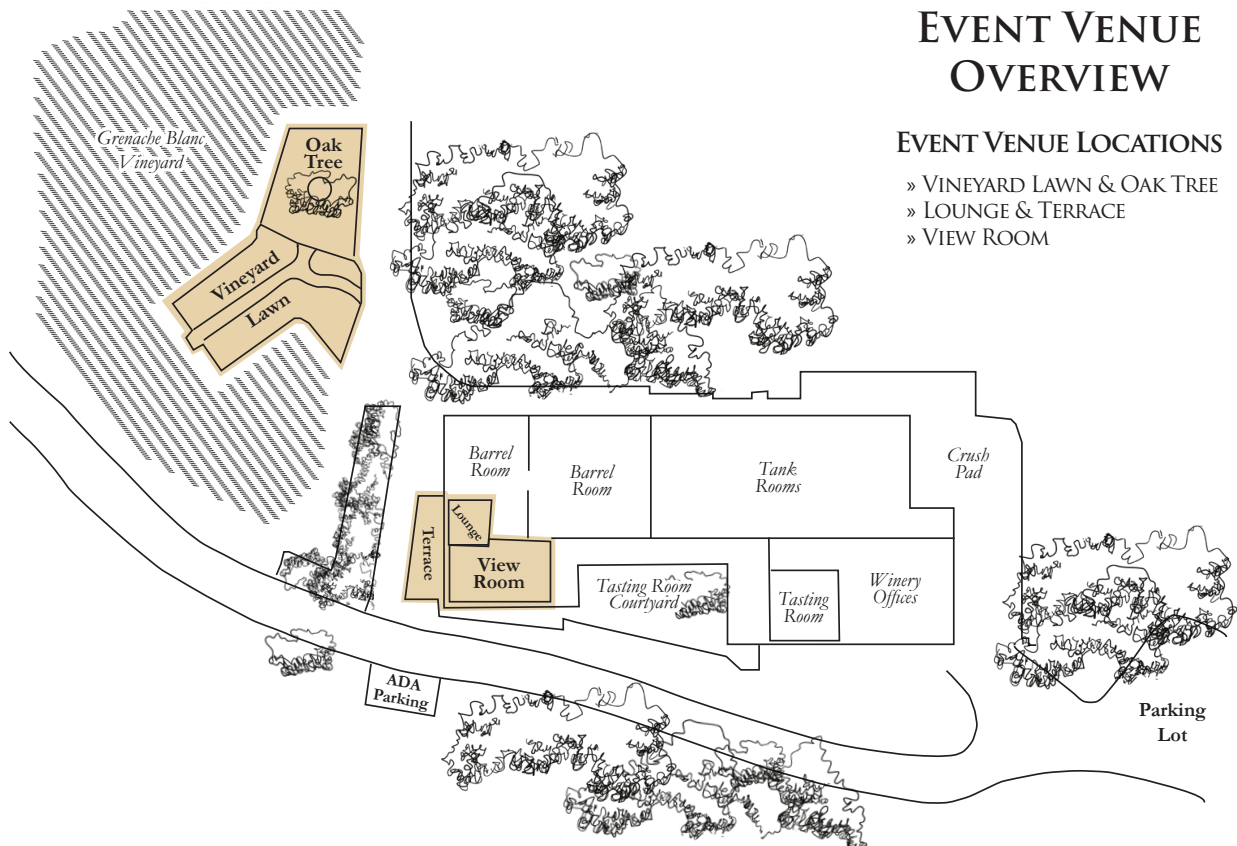 EVENT VENUE
OVERVIEW
EVENT VENUE LOCATIONS
» VINEYARD LAWN & OAK TREE
» LOUNGE & TERRACE
» VIEW ROOM
Grenache Blanc
Vineyard
Oak
Tree
Vineyard
Lawn
Barrel
Room
Barrel
Room
Tank
Rooms
Crush
Pad
Lounge
Terrace
View
Room
Tasting Room
Courtyard
Tasting
Room
Winery
Offices
ADA
Parking
Parking
Lot